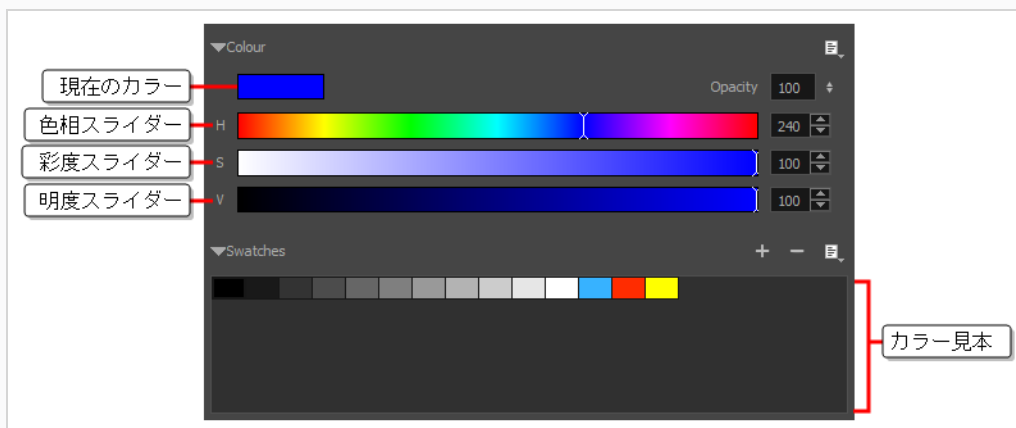 Colour
現在のカラー
Opacity 100
色相スライダー
H 240
彩度スライダー
S 100
明度スライダー
V 100
Swatches
カラー見本